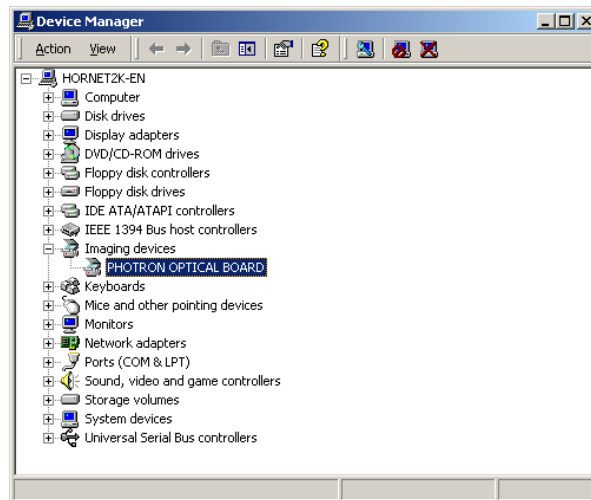 Device Manager
Action View
HORNET2K-EN
Computer
Disk drives
Display adapters
DVD/CD-ROM drives
Floppy disk controllers
Floppy disk drives
IDE ATA/ATAPI controllers
IEEE 1394 Bus host controllers
Imaging devices
PHOTRON OPTICAL BOARD
Keyboards
Mice and other pointing devices
Monitors
Network adapters
Ports (COM & LPT)
Sound, video and game controllers
Storage volumes
System devices
Universal Serial Bus controllers